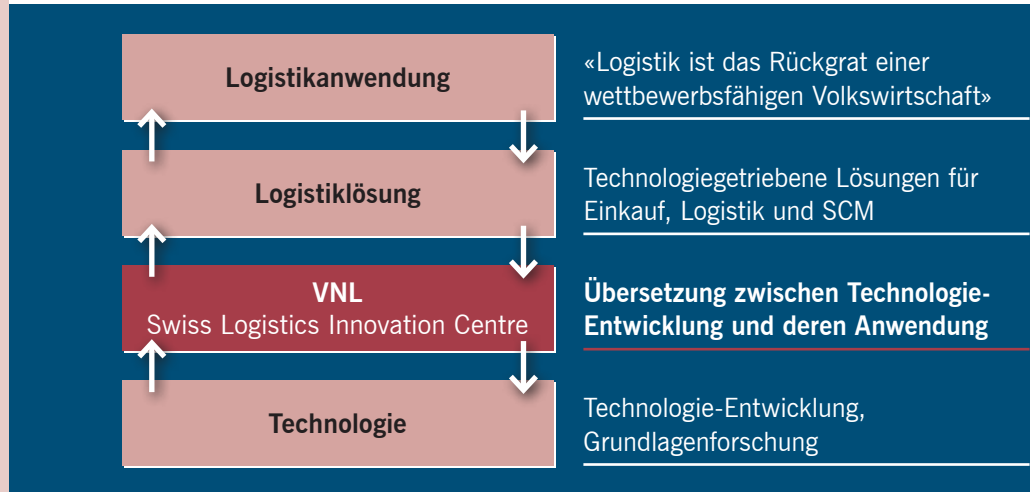 Logistikanwendung
«Logistik ist das Rückgrat einer
wettbewerbsfähigen Volkswirtschaft»
Logistiklösung
Technologiegetriebene Lösungen für
Einkauf, Logistik und SCM
VNL
Swiss Logistics Innovation Centre
Übersetzung zwischen Technologie-
Entwicklung und deren Anwendung
Technologie
Technologie-Entwicklung,
Grundlagenforschung